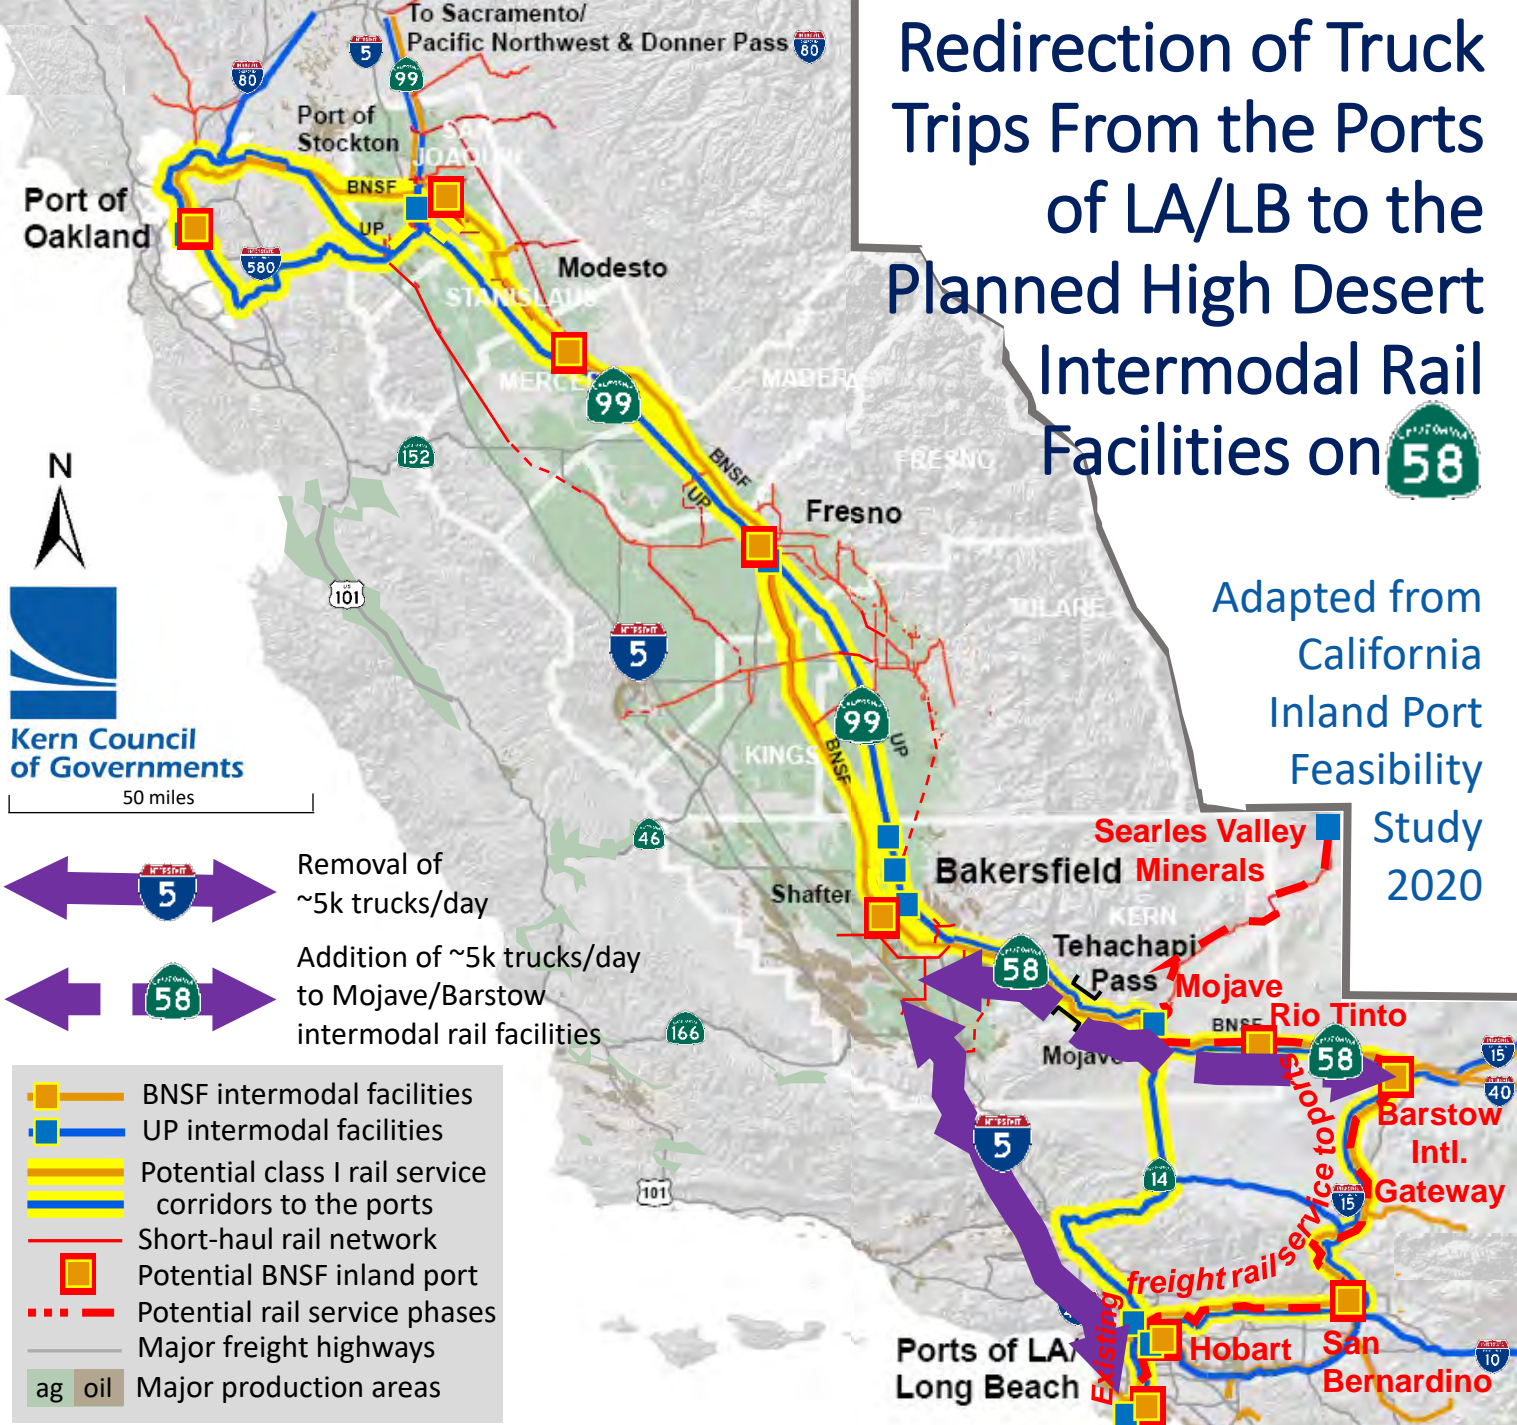 Redirection of Truck
Trips From the Ports
of LA/LB to the
Planned High Desert
Intermodal Rail
Facilities on 58
Adapted from
California
Inland Port
Feasibility
Study
2020
To Sacramento/
Pacific Northwest & Donner Pass 80
5
99
80
Port of
Stockton
SAN
JOAQUIN
BNSF
UP
Port of
Oakland
580
Modesto
STANISLAUS
MERCED
99
MADERA
152
BNSF
UP
FRESNO
Fresno
N
US
101
TULARE
5
99
UP
BNSF
KINGS
Kern Council
of Governments
50 miles
46
Searles Valley
Minerals
Bakersfield
Shafter
KERN
5
Removal of
~5k trucks/day
58
Addition of ~5k trucks/day
to Mojave/Barstow
intermodal rail facilities
Tehachapi
Pass
58
Mojave
BNSF
Rio Tinto
58
15
40
166
Mojave
Barstow
Intl.
Gateway
5
14
15
101
Existing freight rail service to ports
Ports of LA/
Long Beach
Hobart
San
Bernardino
10
BNSF intermodal facilities
UP intermodal facilities
Potential class I rail service
corridors to the ports
Short-haul rail network
Potential BNSF inland port
Potential rail service phases
Major freight highways
ag oil Major production areas